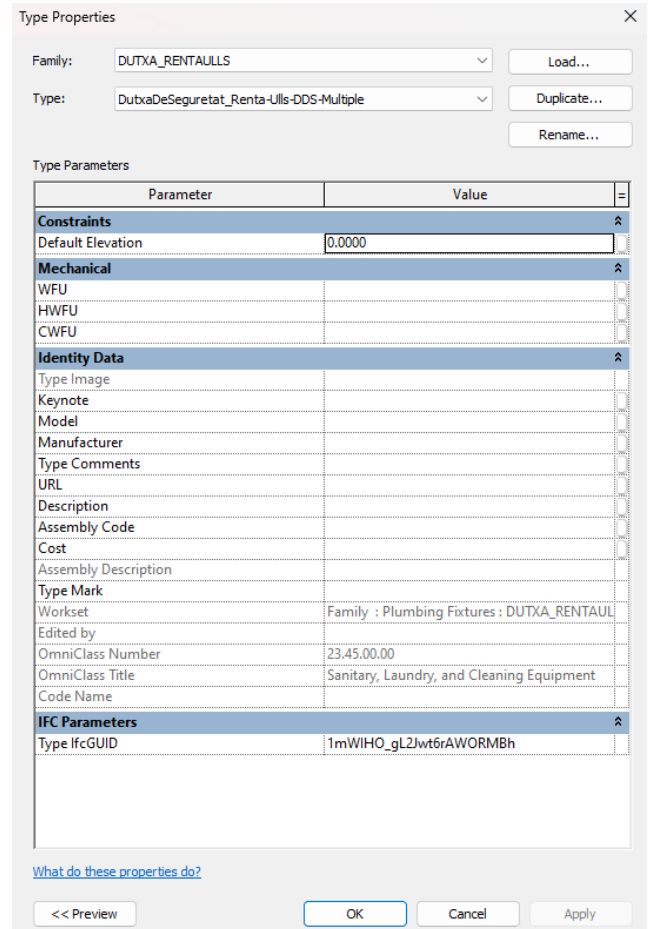 Type Properties
Family: DUTXA_RENTAULLS Load...
Type: DutxaDeSeguretat_Renta-Ulls-DDS-Multiple Duplicate...
Rename...
Type Parameters
Parameter Value =
Constraints
Default Elevation 0.0000
Mechanical
WFU
HWFU
CWFU
Identity Data
Type Image
Keynote
Model
Manufacturer
Type Comments
URL
Description
Assembly Code
Cost
Assembly Description
Type Mark
Workset Family : Plumbing Fixtures : DUTXA_RENTAUL
Edited by
OmniClass Number 23.45.00.00
OmniClass Title Sanitary, Laundry, and Cleaning Equipment
Code Name
IFC Parameters
Type IfcGUID 1mWIHO_gL2Jwt6rAWORMBh
What do these properties do?
<< Preview OK Cancel Apply